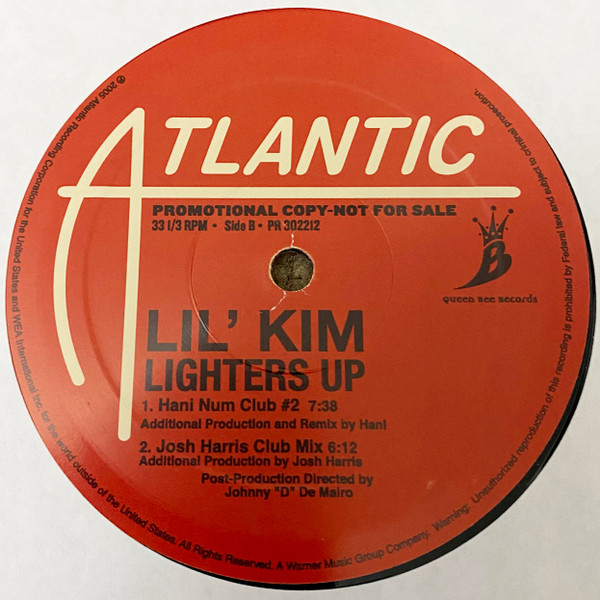 ATLANTIC
PROMOTIONAL COPY-NOT FOR SALE
33 1/3 RPM • Side B • PR 302212
B
Queen Bee Records
LIL' KIM
LIGHTERS UP
1. Hani Num Club #2 7:38
Additional Production and Remix by Hani
2. Josh Harris Club Mix 6:12
Additional Production by Josh Harris
Post-Production Directed by
Johnny "D" De Mairo
℗ 2005 Atlantic Recording Corporation for the United States and WEA International Inc. for the world outside of the United States. All Rights Reserved. A Warner Music Group Company. Warning: Unauthorized reproduction of this recording is prohibited by Federal law and subject to criminal prosecution.